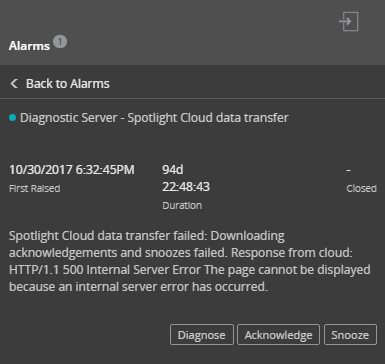 Alarms 1
Back to Alarms
Diagnostic Server - Spotlight Cloud data transfer
10/30/2017 6:32:45PM 94d -
First Raised 22:48:43 Closed
Duration
Spotlight Cloud data transfer failed: Downloading
acknowledgements and snoozes failed. Response from cloud:
HTTP/1.1 500 Internal Server Error The page cannot be displayed
because an internal server error has occurred.
Diagnose Acknowledge Snooze